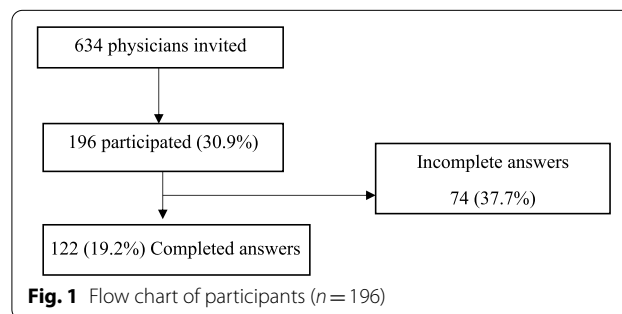 634 physicians invited
196 participated (30.9%)
Incomplete answers
74 (37.7%)
122 (19.2%) Completed answers
Fig. 1 Flow chart of participants (n = 196)